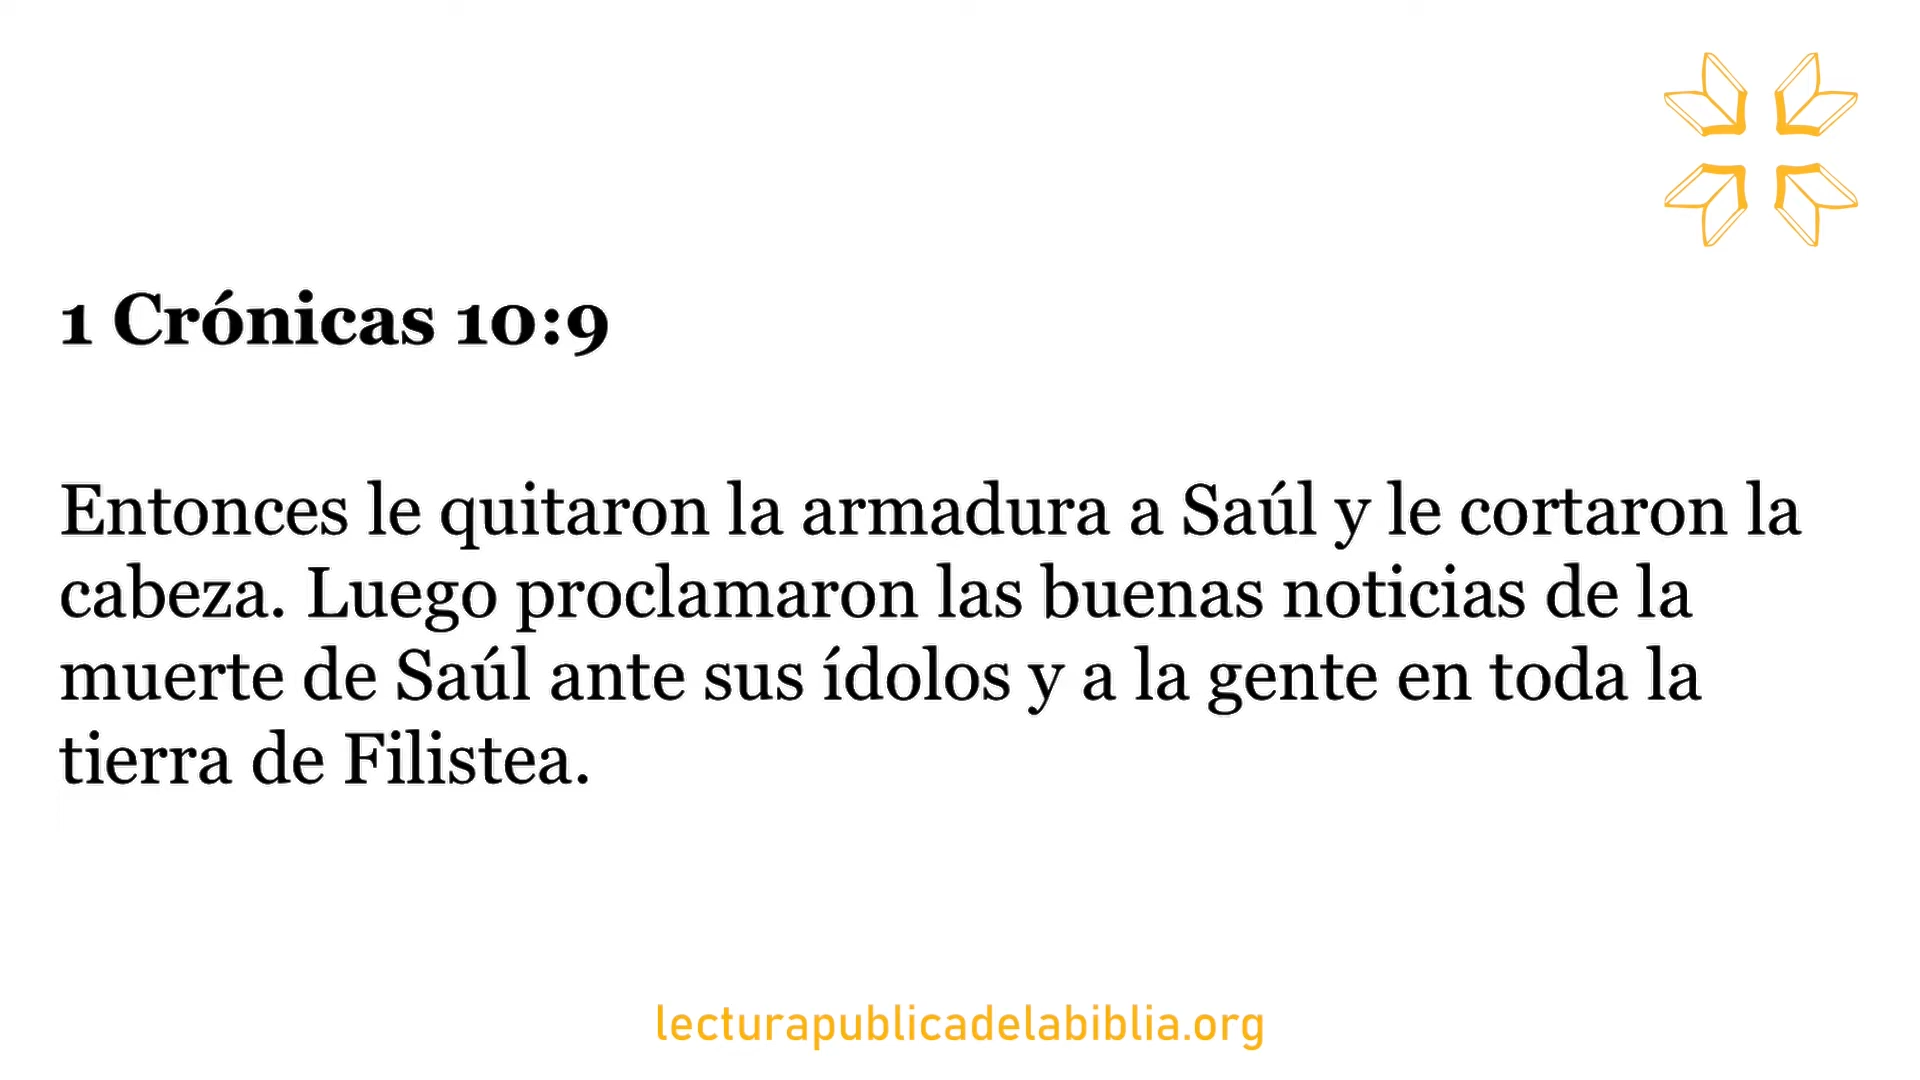 1 Crónicas 10:9
Entonces le quitaron la armadura a Saúl y le cortaron la
cabeza. Luego proclamaron las buenas noticias de la
muerte de Saúl ante sus ídolos y a la gente en toda la
tierra de Filistea.
lecturapublicadelabiblia.org